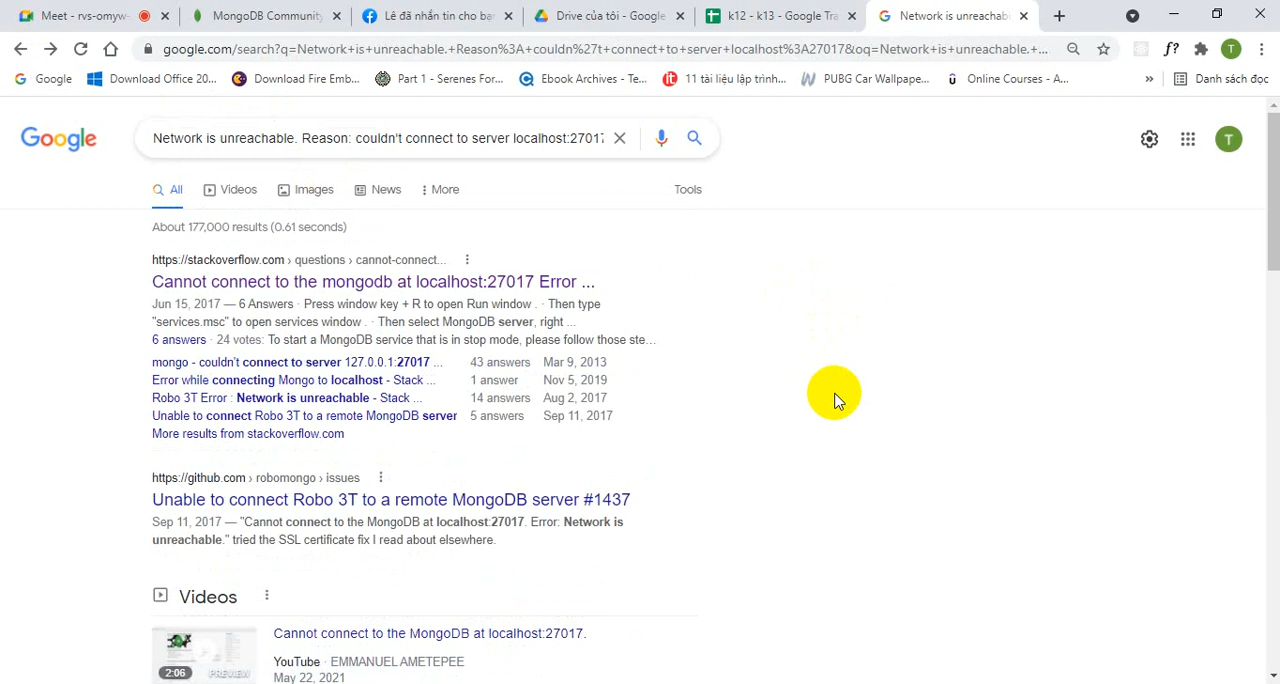 Meet - rvs-omyw-
MongoDB Community
Lê đã nhắn tin cho bạ
Drive của tôi - Google
k12 - k13 - Google Tra
Network is unreachab
google.com/search?q=Network+is+unreachable.+Reason%3A+couldn%27t+connect+to+server+localhost%3A27017&oq=Network+is+unreachable.+...
f?
T
Google
Download Office 20...
Download Fire Emb...
Part 1 - Serenes For...
Ebook Archives - Te...
11 tài liệu lập trình...
PUBG Car Wallpape...
Online Courses - A...
»
Danh sách đọc
Google
Network is unreachable. Reason: couldn't connect to server localhost:27017
T
All
Videos
Images
News
More
Tools
About 177,000 results (0.61 seconds)
https://stackoverflow.com › questions › cannot-connect...
Cannot connect to the mongodb at localhost:27017 Error ...
Jun 15, 2017 — 6 Answers · Press window key + R to open Run window . · Then type
"services.msc" to open services window . · Then select MongoDB server, right ...
6 answers · 24 votes: To start a MongoDB service that is in stop mode, please follow those ste...
mongo - couldn't connect to server 127.0.0.1:27017 ... 43 answers Mar 9, 2013
Error while connecting Mongo to localhost - Stack ... 1 answer Nov 5, 2019
Robo 3T Error : Network is unreachable - Stack ... 14 answers Aug 2, 2017
Unable to connect Robo 3T to a remote MongoDB server 5 answers Sep 11, 2017
More results from stackoverflow.com
https://github.com › robomongo › issues
Unable to connect Robo 3T to a remote MongoDB server #1437
Sep 11, 2017 — "Cannot connect to the MongoDB at localhost:27017. Error: Network is
unreachable." tried the SSL certificate fix I read about elsewhere.
Videos
Cannot connect to the MongoDB at localhost:27017.
YouTube · EMMANUEL AMETEPEE
May 22, 2021
2:06
PREVIEW